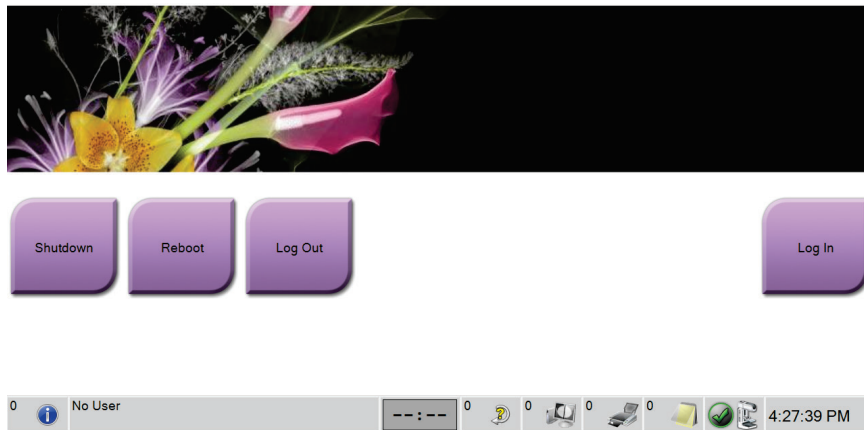 Shutdown
Reboot
Log Out
Log In
0
No User
--:--
0
0
0
0
4:27:39 PM